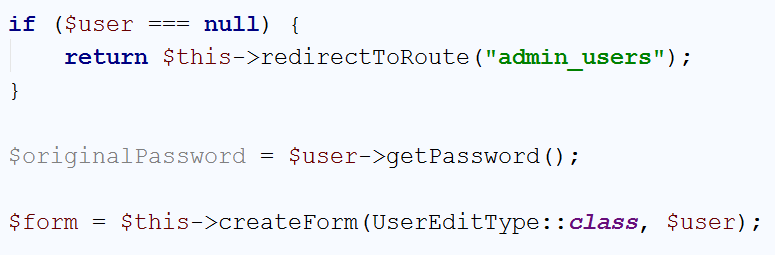 if ($user === null) {
    return $this->redirectToRoute("admin_users");
}
$originalPassword = $user->getPassword();
$form = $this->createForm(UserEditType::class, $user);